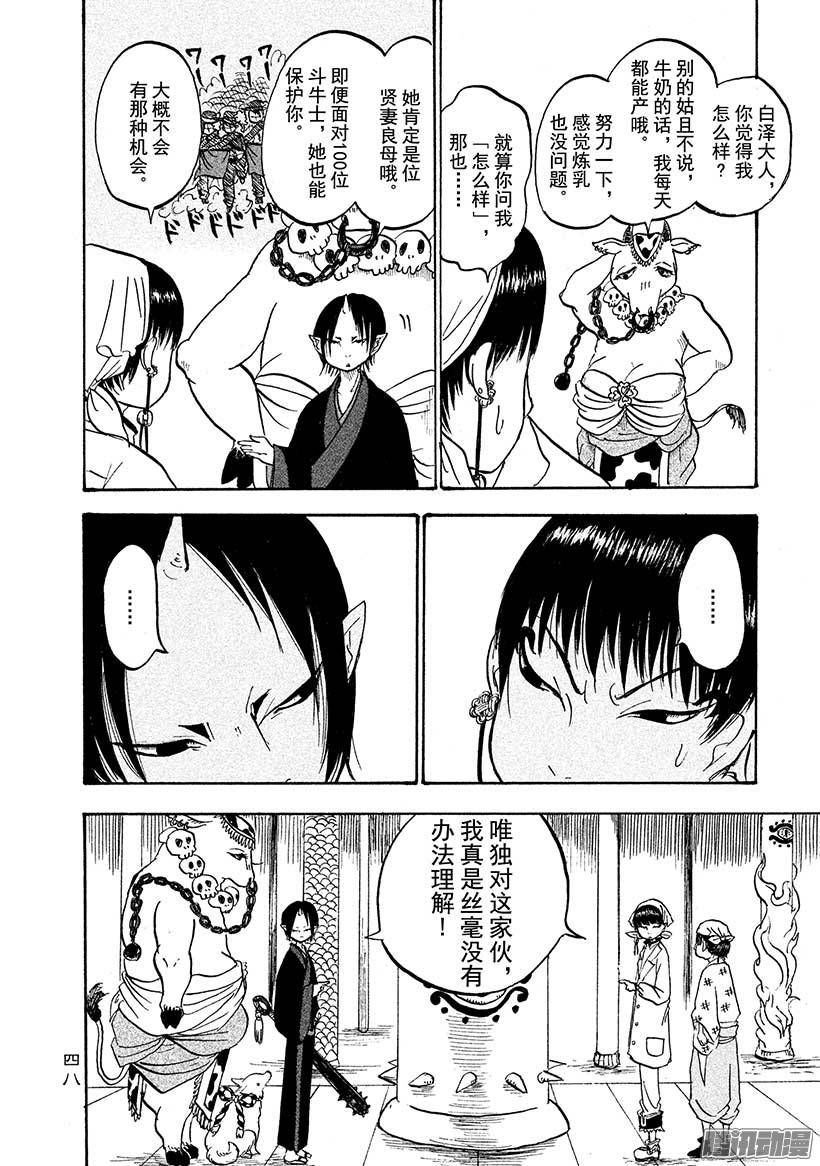 白泽大人，
你觉得我
怎么样？
别的姑且不说，
牛奶的话，我每天
都能产哦。
努力一下，
感觉炼乳
也没问题。
就算你问我
「怎么样」，
那也……
她肯定是位
贤妻良母哦。
即便面对100位
斗牛士，她也能
保护你。
ワワワワ
ドドドドド
大概不会
有那种机会。
……
……
唯独对这家伙，
我真是丝毫没有
办法理解！
四八
腾讯动漫